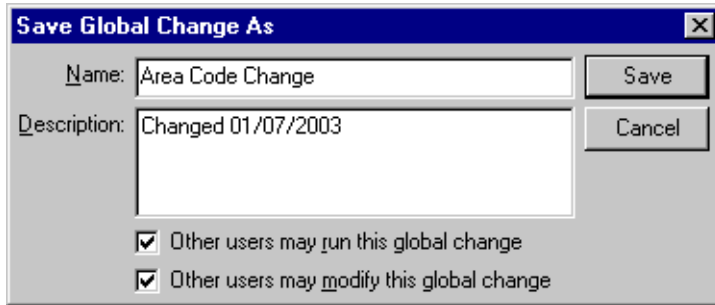 Save Global Change As
Name: Area Code Change Save
Description: Changed 01/07/2003 Cancel
Other users may run this global change
Other users may modify this global change